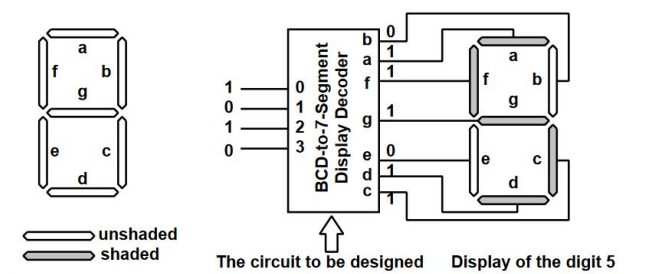 a
f b
g
e c
d
unshaded
shaded
1 0
0 1
1 2
0 3
BCD-to-7-Segment
Display Decoder
b 0
a 1
f 1
g 1
e 0
d 1
c 1
a
f b
g
e c
d
The circuit to be designed
Display of the digit 5